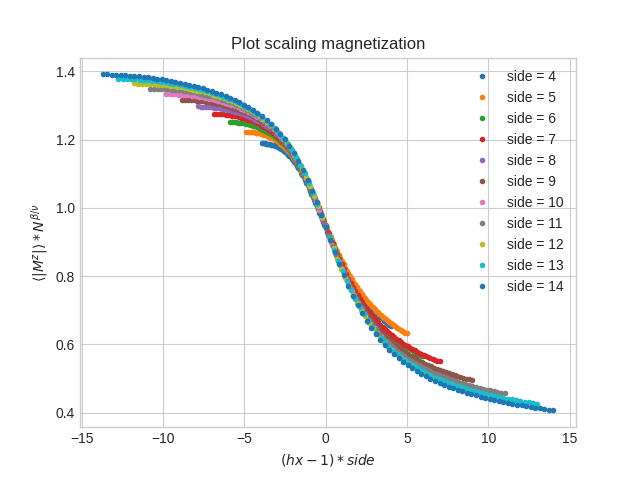 Plot scaling magnetization
⟨|M^z|⟩ * N^{β/ν}
1.4
1.2
1.0
0.8
0.6
0.4
−15
−10
−5
0
5
10
15
(hx − 1) * side
side = 4
side = 5
side = 6
side = 7
side = 8
side = 9
side = 10
side = 11
side = 12
side = 13
side = 14